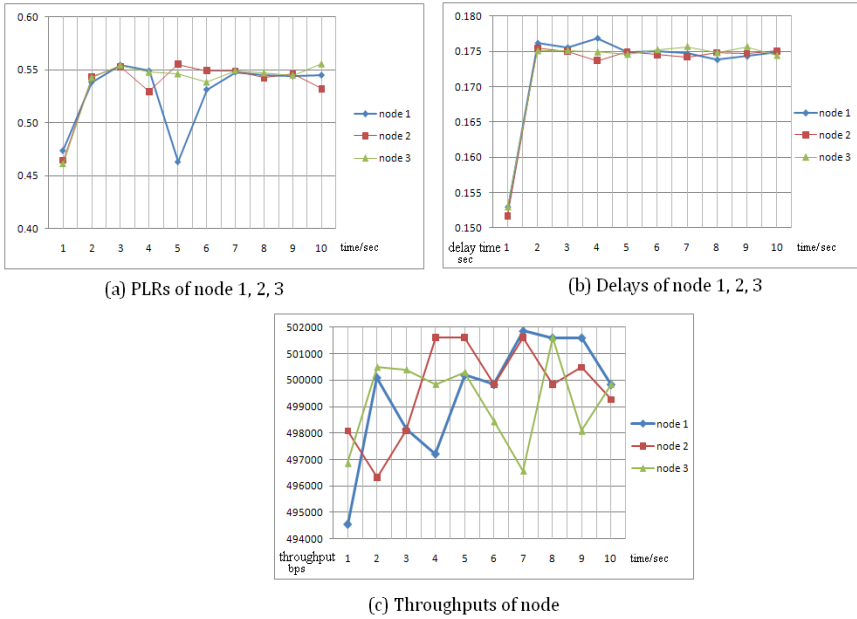 0.60
0.55
0.50
0.45
0.40
1 2 3 4 5 6 7 8 9 10 time/sec
node 1
node 2
node 3
(a) PLRs of node 1, 2, 3
0.180
0.175
0.170
0.165
0.160
0.155
0.150
delay time 1 2 3 4 5 6 7 8 9 10 time/sec
sec
node 1
node 2
node 3
(b) Delays of node 1, 2, 3
502000
501000
500000
499000
498000
497000
496000
495000
494000
throughput 1 2 3 4 5 6 7 8 9 10 time/sec
bps
node 1
node 2
node 3
(c) Throughputs of node